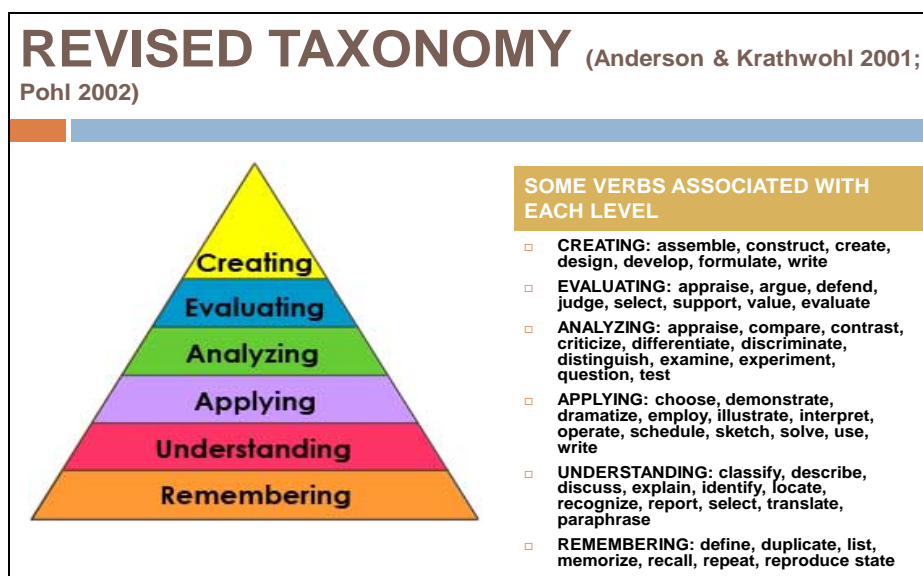 REVISED TAXONOMY (Anderson & Krathwohl 2001;
Pohl 2002)
Creating
Evaluating
Analyzing
Applying
Understanding
Remembering
SOME VERBS ASSOCIATED WITH
EACH LEVEL
CREATING: assemble, construct, create,
design, develop, formulate, write
EVALUATING: appraise, argue, defend,
judge, select, support, value, evaluate
ANALYZING: appraise, compare, contrast,
criticize, differentiate, discriminate,
distinguish, examine, experiment,
question, test
APPLYING: choose, demonstrate,
dramatize, employ, illustrate, interpret,
operate, schedule, sketch, solve, use,
write
UNDERSTANDING: classify, describe,
discuss, explain, identify, locate,
recognize, report, select, translate,
paraphrase
REMEMBERING: define, duplicate, list,
memorize, recall, repeat, reproduce state